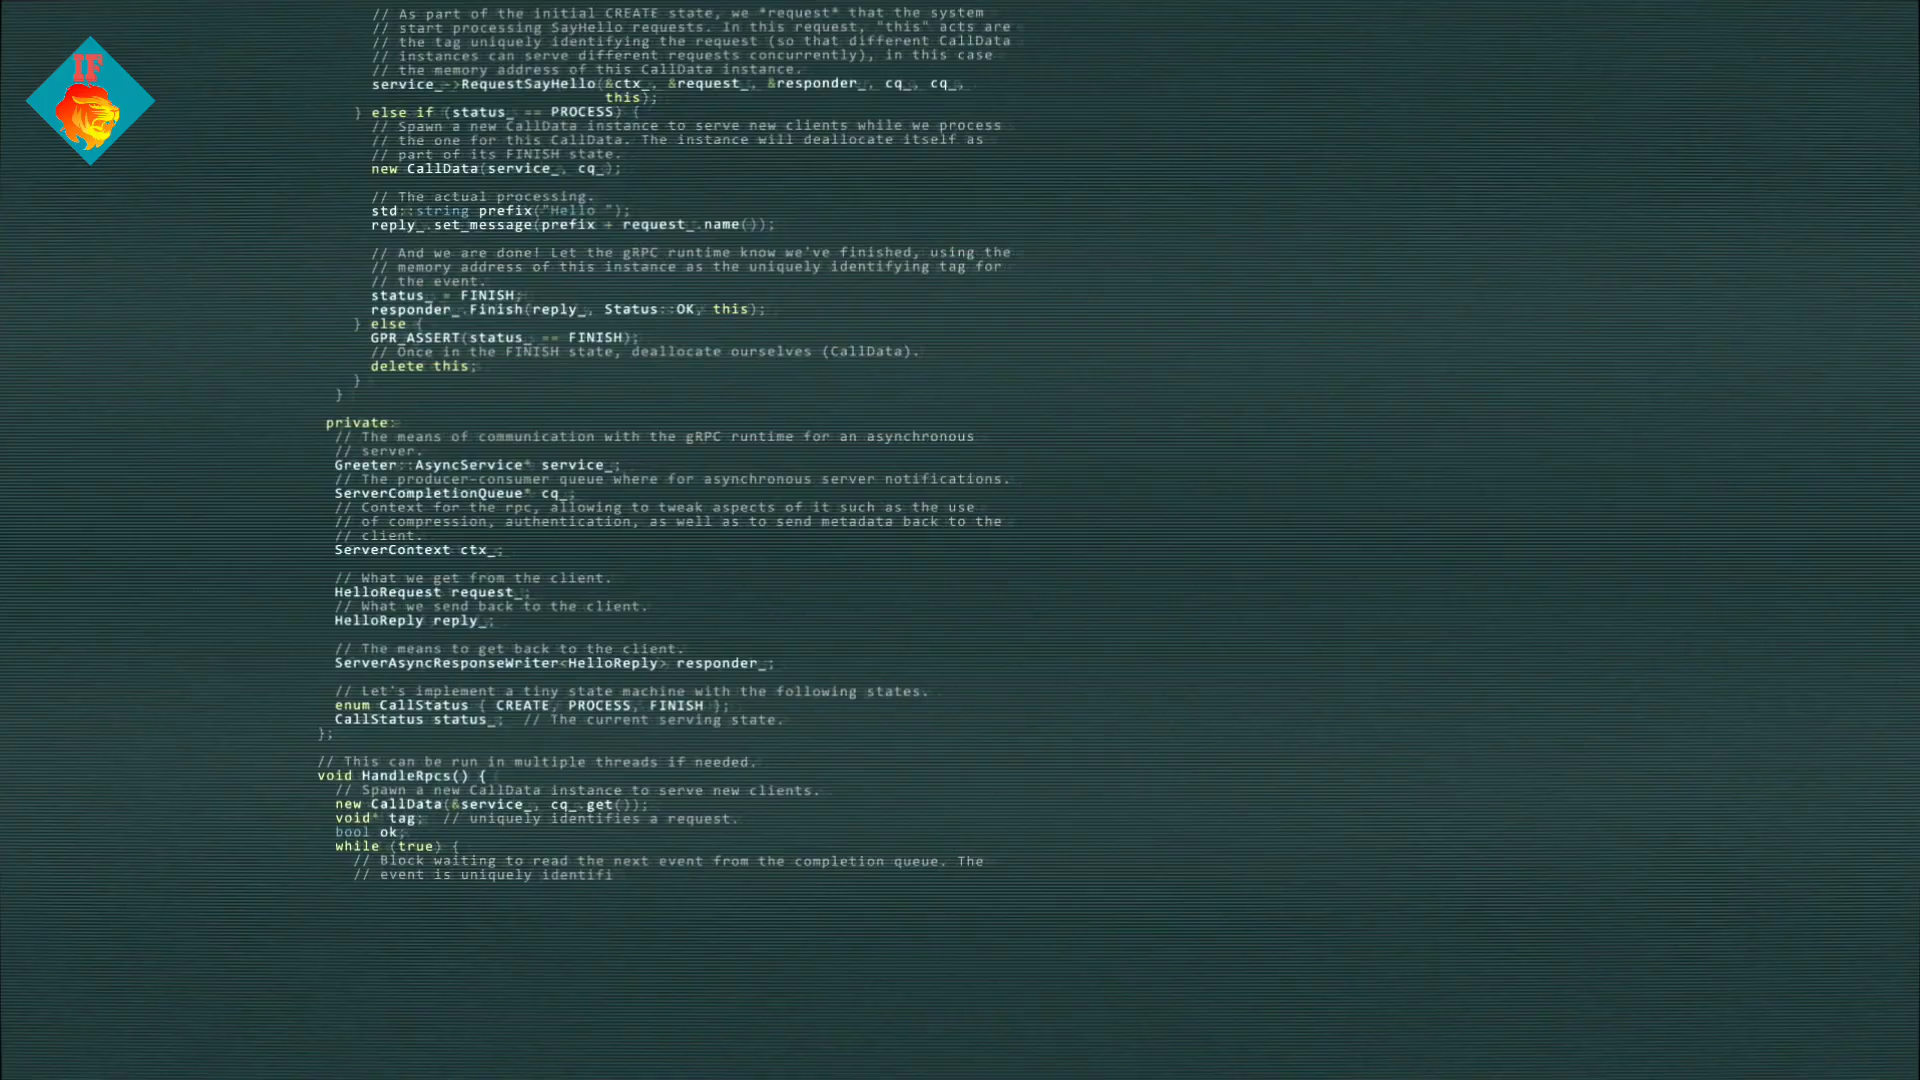 IF
// As part of the initial CREATE state, we *request* that the system
// start processing SayHello requests. In this request, "this" acts are
// the tag uniquely identifying the request (so that different CallData
// instances can serve different requests concurrently), in this case
// the memory address of this CallData instance.
service_->RequestSayHello(&ctx_, &request_, &responder_, cq_, cq_,
this);
} else if (status_ == PROCESS) {
// Spawn a new CallData instance to serve new clients while we process
// the one for this CallData. The instance will deallocate itself as
// part of its FINISH state.
new CallData(service_, cq_);
// The actual processing.
std::string prefix("Hello ");
reply_.set_message(prefix + request_.name());
// And we are done! Let the gRPC runtime know we've finished, using the
// memory address of this instance as the uniquely identifying tag for
// the event.
status_ = FINISH;
responder_.Finish(reply_, Status::OK, this);
} else {
GPR_ASSERT(status_ == FINISH);
// Once in the FINISH state, deallocate ourselves (CallData).
delete this;
}
}
private:
// The means of communication with the gRPC runtime for an asynchronous
// server.
Greeter::AsyncService* service_;
// The producer-consumer queue where for asynchronous server notifications.
ServerCompletionQueue* cq_;
// Context for the rpc, allowing to tweak aspects of it such as the use
// of compression, authentication, as well as to send metadata back to the
// client.
ServerContext ctx_;
// What we get from the client.
HelloRequest request_;
// What we send back to the client.
HelloReply reply_;
// The means to get back to the client.
ServerAsyncResponseWriter<HelloReply> responder_;
// Let's implement a tiny state machine with the following states.
enum CallStatus { CREATE, PROCESS, FINISH };
CallStatus status_; // The current serving state.
};
// This can be run in multiple threads if needed.
void HandleRpcs() {
// Spawn a new CallData instance to serve new clients.
new CallData(&service_, cq_.get());
void* tag; // uniquely identifies a request.
bool ok;
while (true) {
// Block waiting to read the next event from the completion queue. The
// event is uniquely identifi